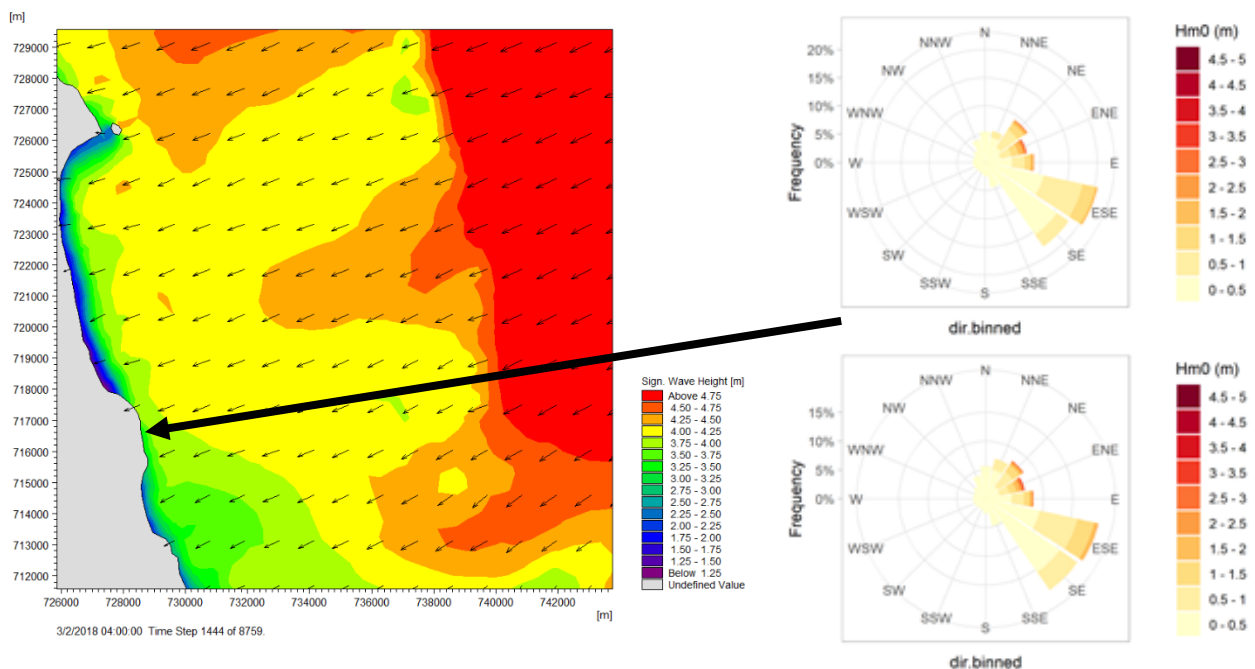 [m]
729000
728000
727000
726000
725000
724000
723000
722000
721000
720000
719000
718000
717000
716000
715000
714000
713000
712000
726000 728000 730000 732000 734000 736000 738000 740000 742000
[m]
3/2/2018 04:00:00 Time Step 1444 of 8759.
Sign. Wave Height [m]
Above 4.75
4.50 - 4.75
4.25 - 4.50
4.00 - 4.25
3.75 - 4.00
3.50 - 3.75
3.25 - 3.50
3.00 - 3.25
2.75 - 3.00
2.50 - 2.75
2.25 - 2.50
2.00 - 2.25
1.75 - 2.00
1.50 - 1.75
1.25 - 1.50
Below 1.25
Undefined Value
Frequency
20%
15%
10%
5%
0%
N
NNE
NE
ENE
E
ESE
SE
SSE
S
SSW
SW
WSW
W
WNW
NW
NNW
dir.binned
Hm0 (m)
4.5 - 5
4 - 4.5
3.5 - 4
3 - 3.5
2.5 - 3
2 - 2.5
1.5 - 2
1 - 1.5
0.5 - 1
0 - 0.5
Frequency
15%
10%
5%
0%
N
NNE
NE
ENE
E
ESE
SE
SSE
S
SSW
SW
WSW
W
WNW
NW
NNW
dir.binned
Hm0 (m)
4.5 - 5
4 - 4.5
3.5 - 4
3 - 3.5
2.5 - 3
2 - 2.5
1.5 - 2
1 - 1.5
0.5 - 1
0 - 0.5